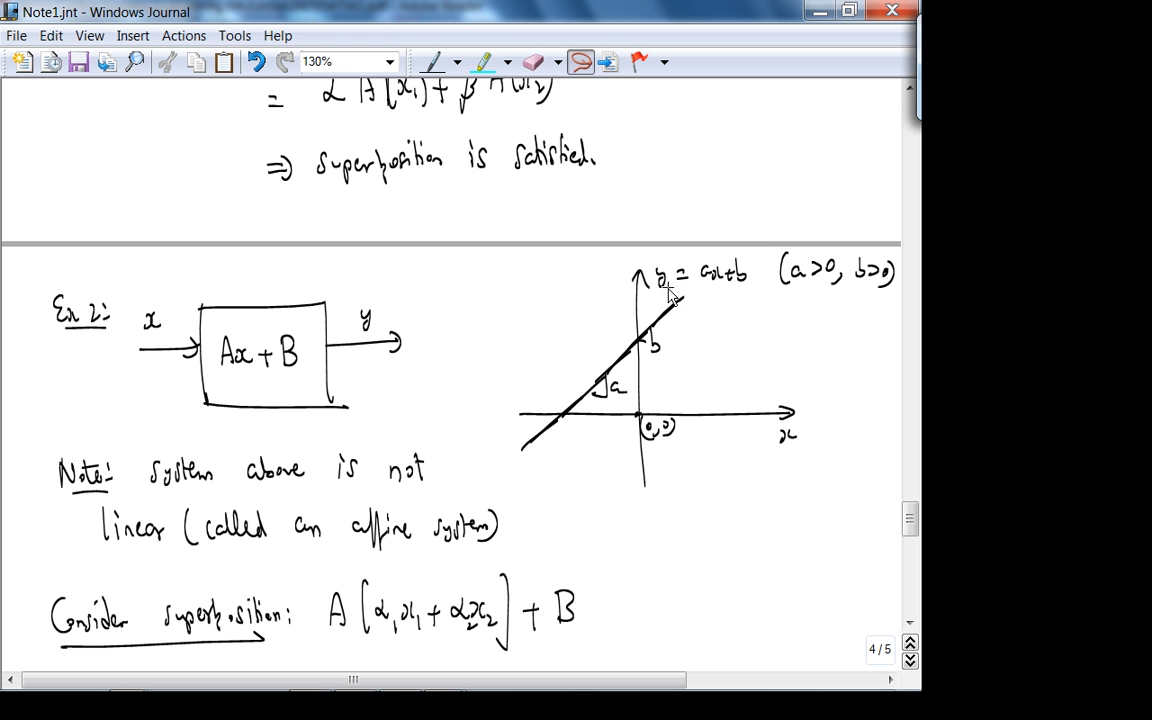 Note1.jnt - Windows Journal
File Edit View Insert Actions Tools Help
130%
= α A(x₁) + β A(x₂)
⇒ superposition is satisfied.
Ex 2:
x
Ax + B
y
y = ax+b (a>0, b>0)
b
a
(0,0)
x
Note: system above is not
linear (called an affine system)
Consider superposition: A[α₁x₁ + α₂x₂] + B
4 / 5